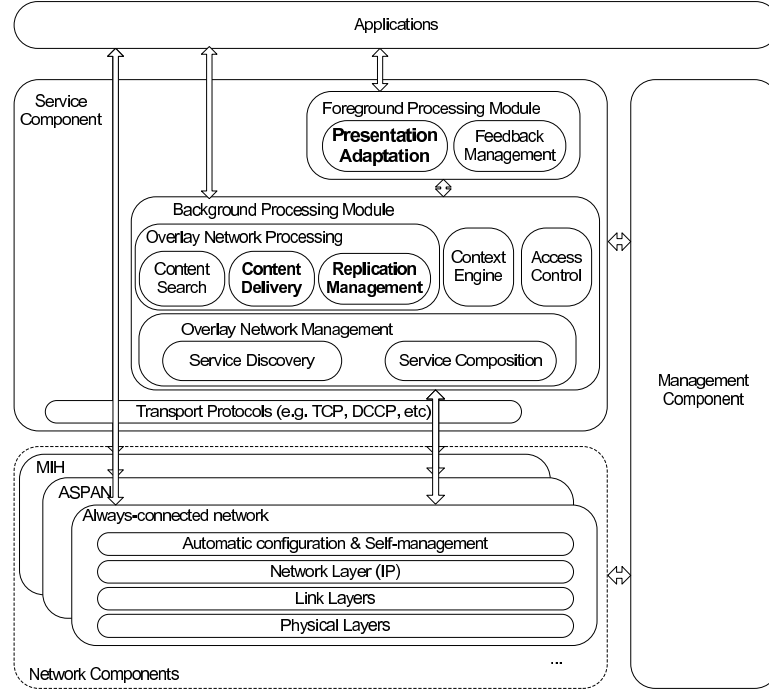 Applications
Service
Component
Foreground Processing Module
Presentation
Adaptation
Feedback
Management
Background Processing Module
Overlay Network Processing
Content
Search
Content
Delivery
Replication
Management
Context
Engine
Access
Control
Overlay Network Management
Service Discovery
Service Composition
Transport Protocols (e.g. TCP, DCCP, etc)
Management
Component
MIH
ASPAN
Always-connected network
Automatic configuration & Self-management
Network Layer (IP)
Link Layers
Physical Layers
...
Network Components